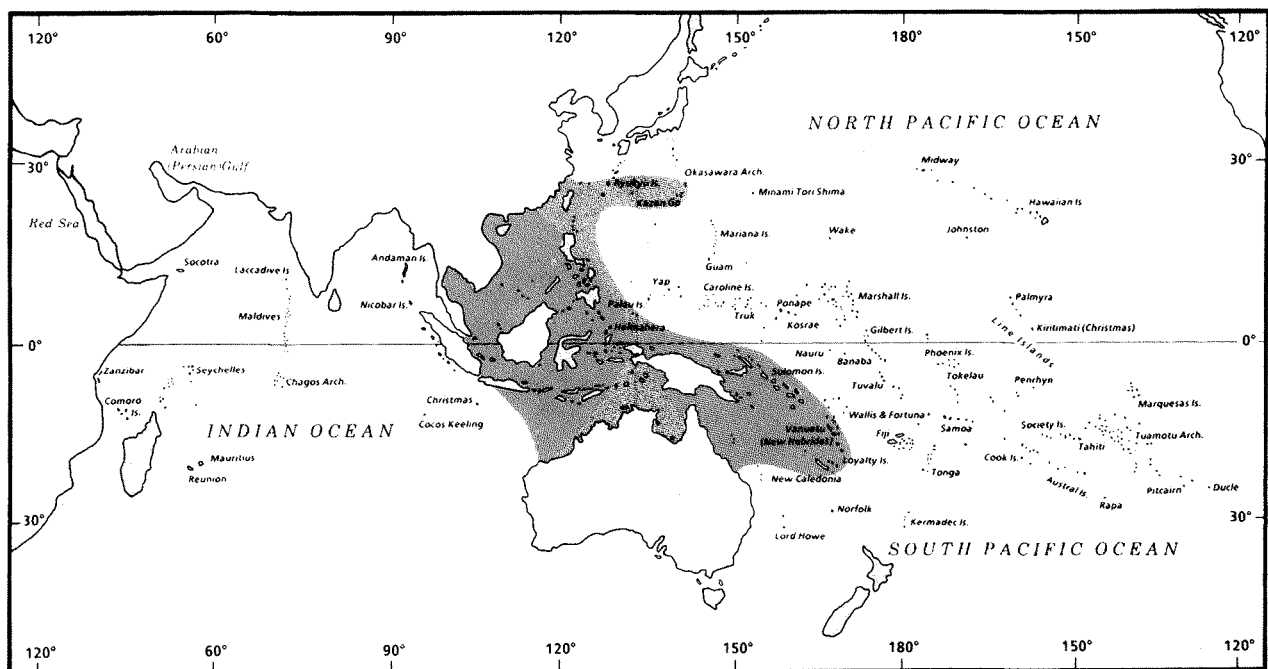 120° 60° 90° 120° 150° 180° 150° 120°
NORTH PACIFIC OCEAN
Arabian
(Persian) Gulf
30°
30°
Midway
Okasawara Arch.
Ryukyu Is.
Minami Tori Shima
Kazan Gp
Hawaiian Is
Red Sea
Mariana Is.
Wake
Johnston
Andaman Is.
Socotra
Laccadive Is
Guam
Yap
Caroline Is.
Marshall Is.
Palmyra
Nicobar Is.
Palau Is.
Ponape
Maldives
Truk
Kosrae
Line Islands
Kiritimati (Christmas)
Halmahera
Gilbert Is.
0°
0°
Nauru
Banaba
Phoenix Is.
Zanzibar
Seychelles
Chagos Arch.
Solomon Is.
Tuvalu
Tokelau
Penrhyn
Comoro
Is.
Christmas
Marquesas Is.
Wallis & Fortuna
Cocos Keeling
INDIAN OCEAN
Vanuatu
(New Hebrides)
Fiji
Samoa
Society Is.
Tahiti
Tuamotu Arch.
Mauritius
Loyalty Is.
Cook Is.
Reunion
Tonga
New Caledonia
Austral Is.
Pitcairn
Ducle
Rapa
30°
Norfolk
Kermadec Is.
30°
Lord Howe
SOUTH PACIFIC OCEAN
120° 60° 90° 120° 150° 180° 150° 120°